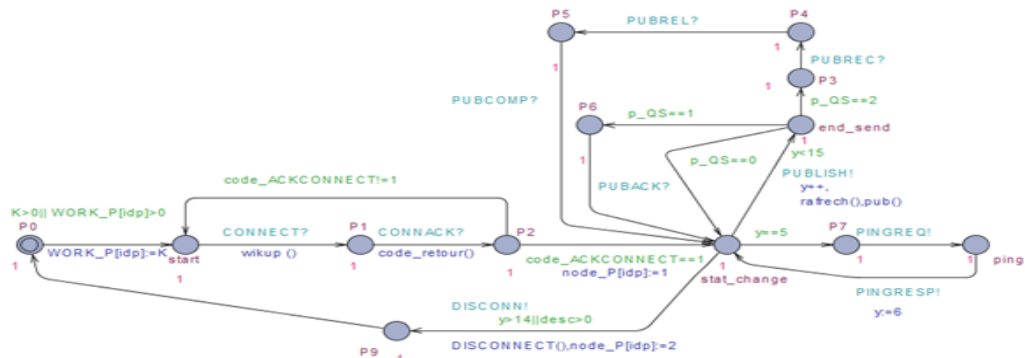 P5
PUBREL?
P4
1
1
PUBREC?
P3
1
PUBCOMP?
P6
p_QS==2
p_QS==1
end_send
1
p_QS==0
y<15
1
PUBLISH!
code_ACKCONNECT!=1
PUBACK?
y++,
rafrech(),pub()
K>0|| WORK_P[idp]>0
P0
CONNECT?
P1
CONNACK?
P2
y==5
P7
PINGREQ!
WORK_P[idp]:=K
start
wikup ()
code_retour()
code_ACKCONNECT==1
ping
1
1
1
1
node_P[idp]:=1
1
stat_change
1
1
PINGRESP!
DISCONN!
y:=6
y>14||desc>0
P9
DISCONNECT(),node_P[idp]:=2